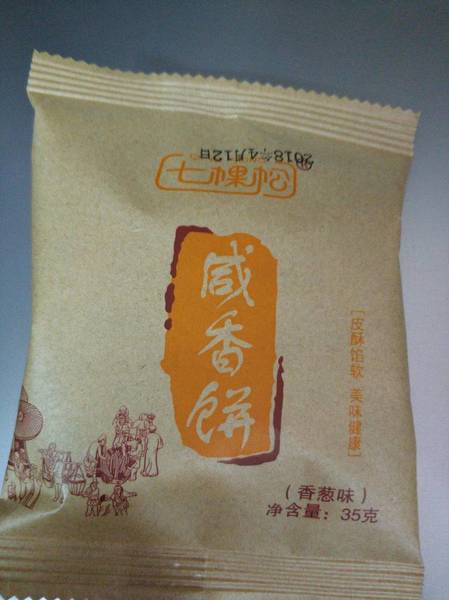 2018年4月12日
七棵松
咸香饼
[皮酥馅软 美味健康]
(香葱味)
净含量：35克